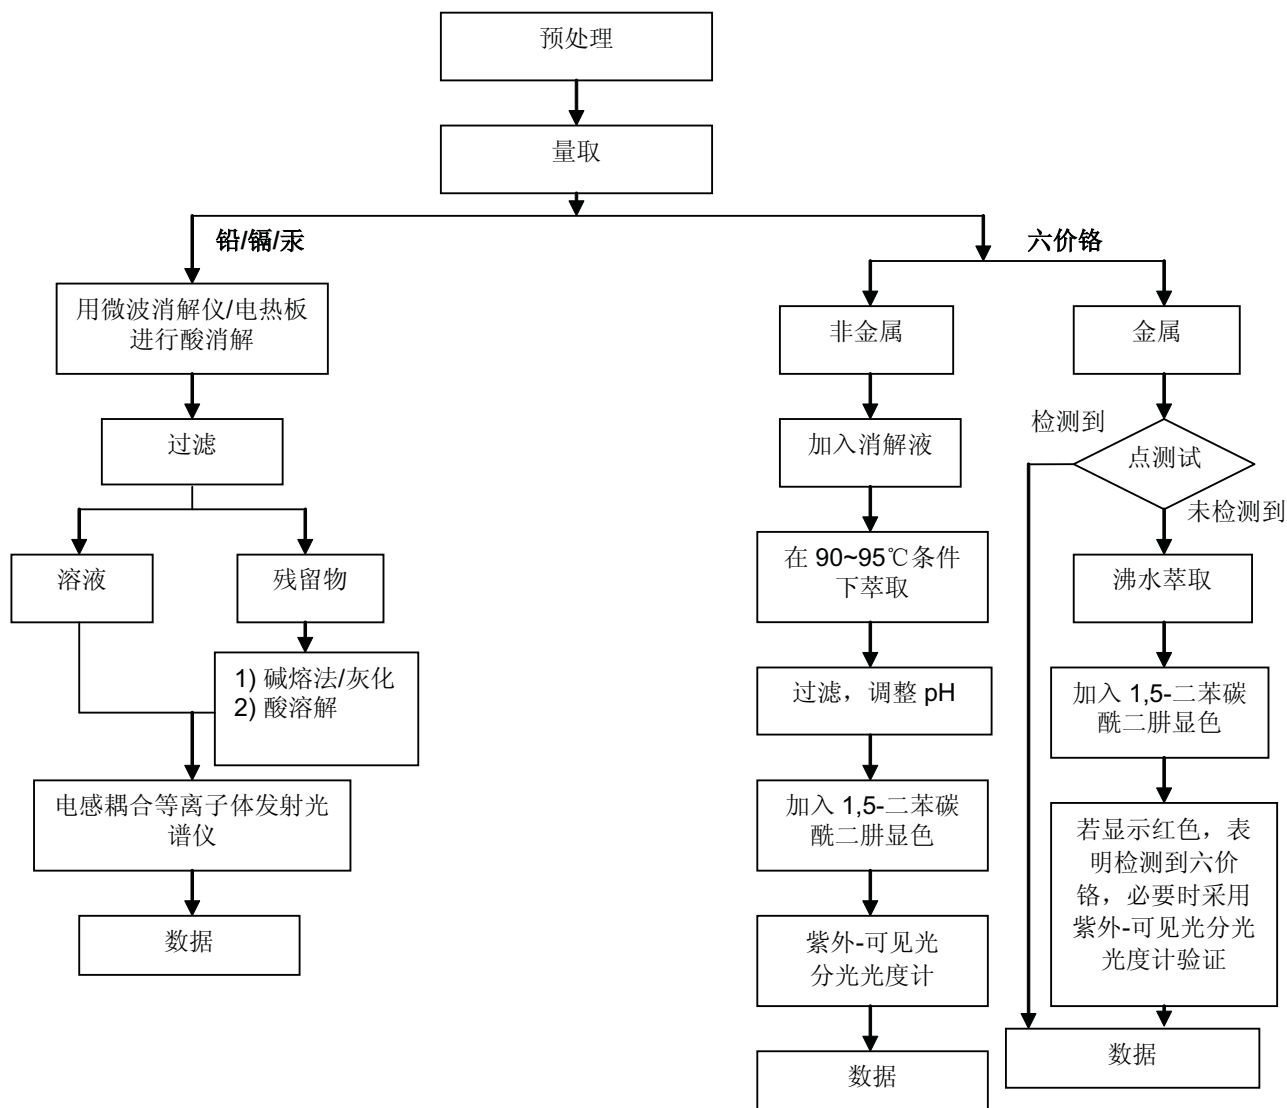 预处理
量取
铅/镉/汞
用微波消解仪/电热板
进行酸消解
过滤
溶液
残留物
1) 碱熔法/灰化
2) 酸溶解
电感耦合等离子体发射光
谱仪
数据
六价铬
非金属
加入消解液
在 90~95℃条件
下萃取
过滤，调整 pH
加入 1,5-二苯碳
酰二肼显色
紫外-可见光
分光光度计
数据
金属
检测到
点测试
未检测到
沸水萃取
加入 1,5-二苯碳
酰二肼显色
若显示红色，表
明检测到六价
铬，必要时采用
紫外-可见光分光
光度计验证
数据